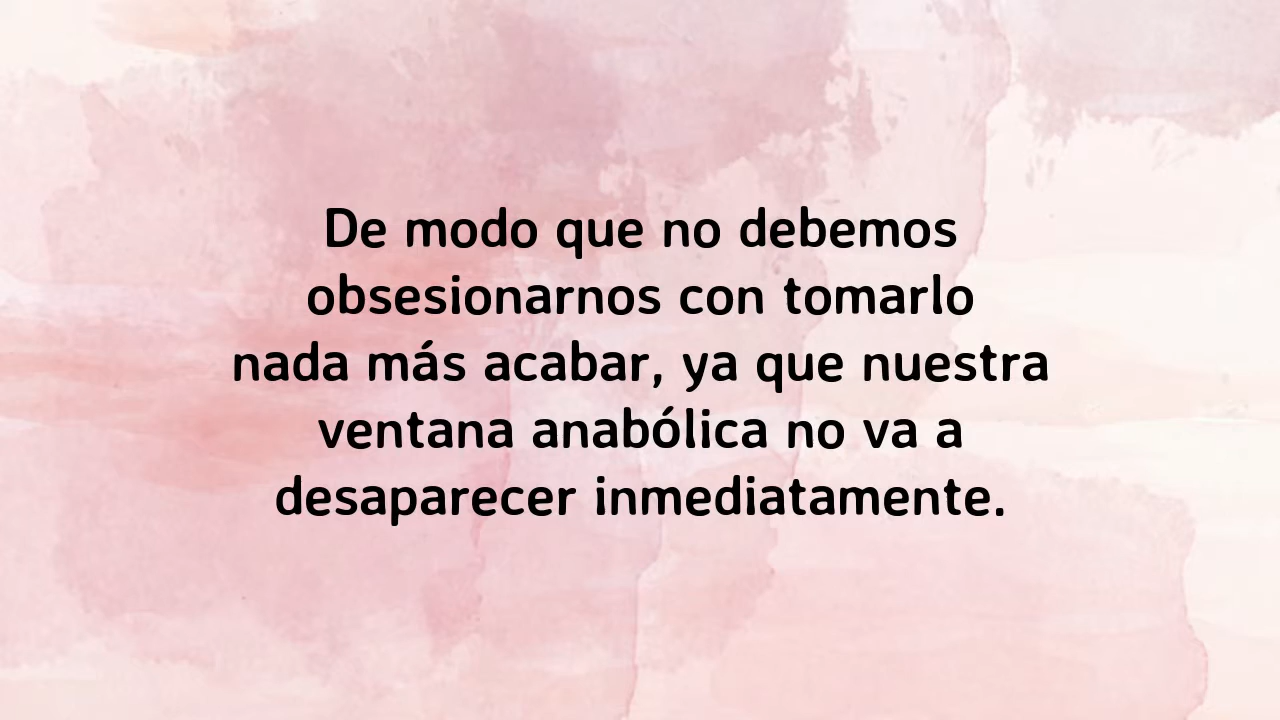 De modo que no debemos
obsesionarnos con tomarlo
nada más acabar, ya que nuestra
ventana anabólica no va a
desaparecer inmediatamente.